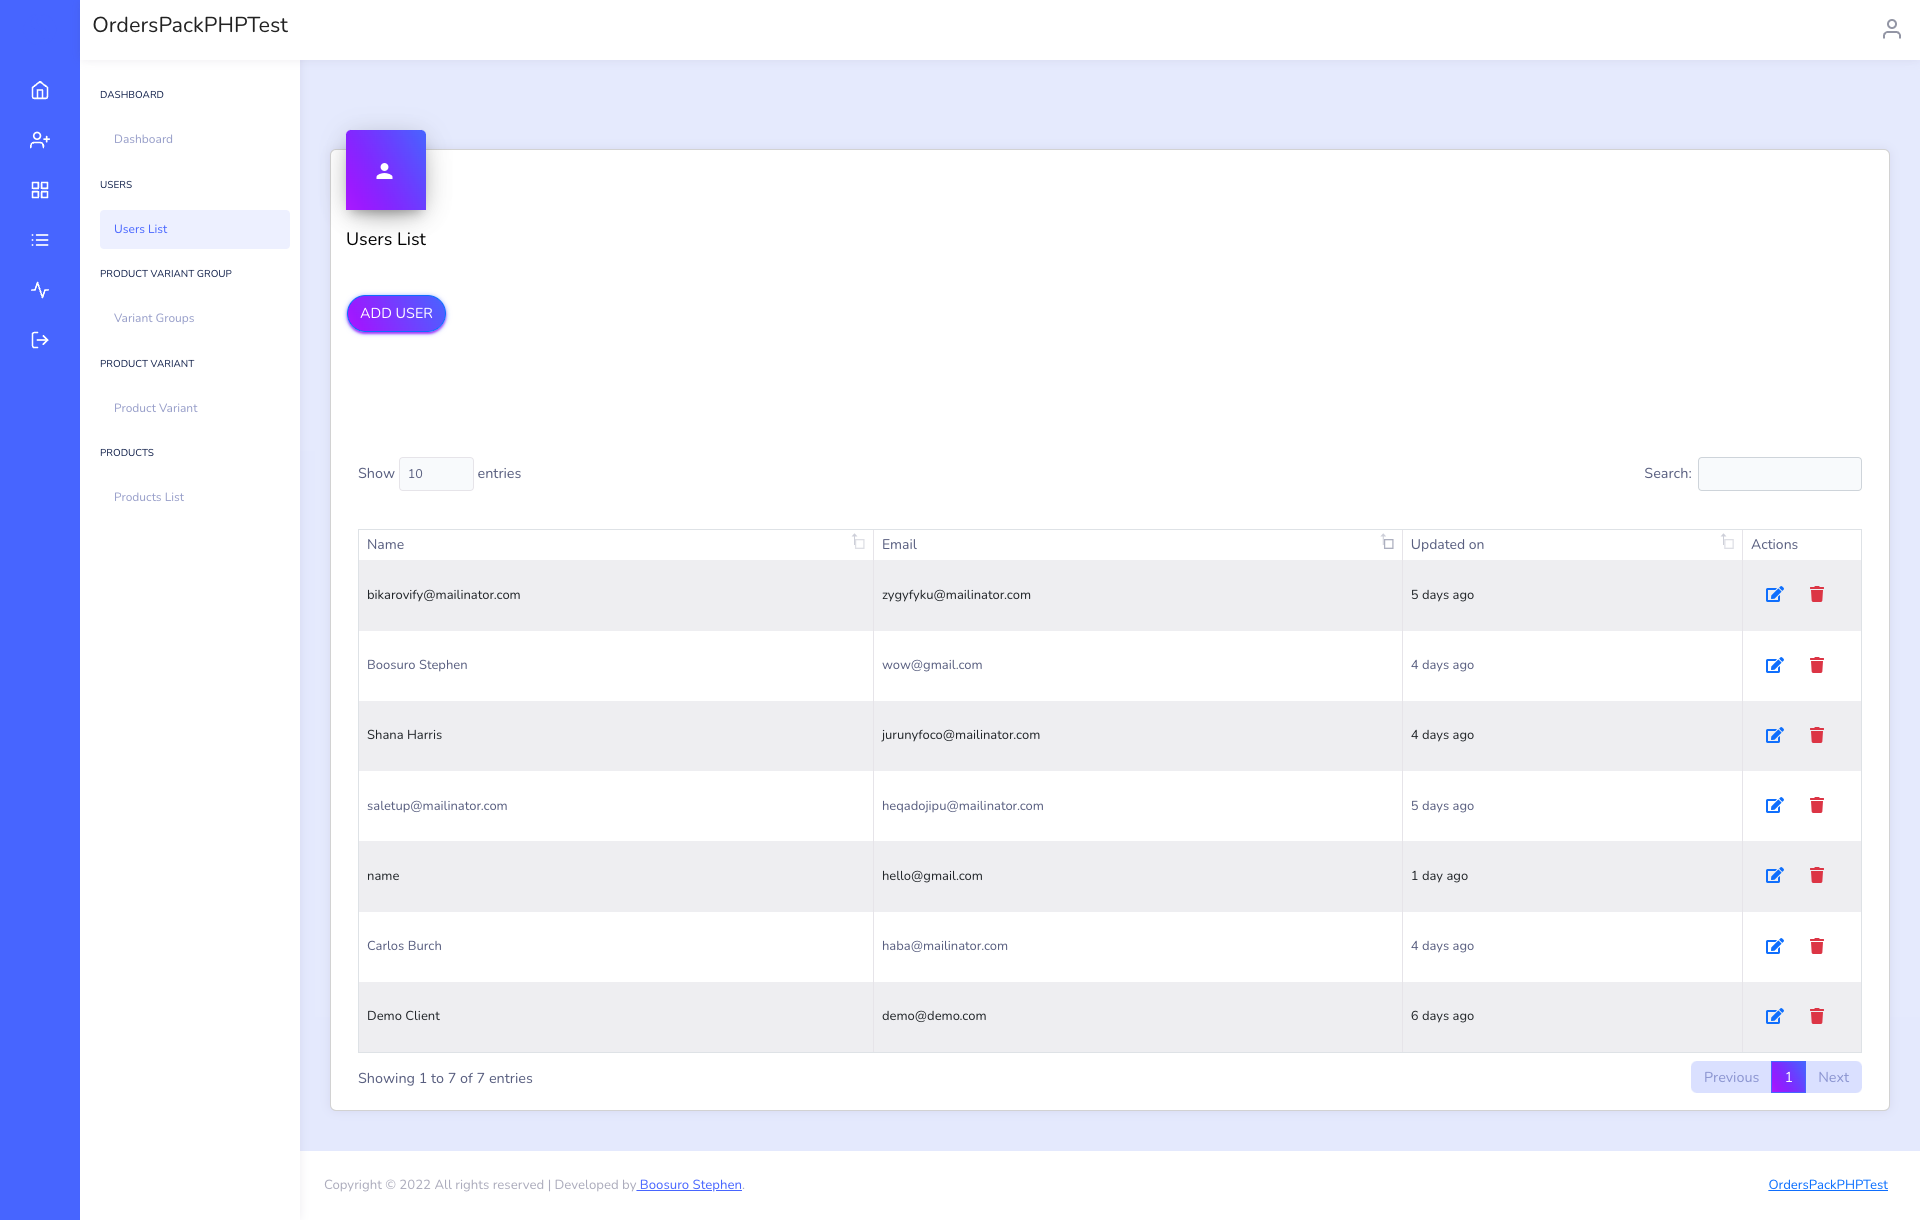 OrdersPackPHPTest
DASHBOARD
Dashboard
USERS
Users List
PRODUCT VARIANT GROUP
Variant Groups
PRODUCT VARIANT
Product Variant
PRODUCTS
Products List
Users List
ADD USER
Show 10 entries Search:
Name Email Updated on Actions
bikarovify@mailinator.com zygyfyku@mailinator.com 5 days ago
Boosuro Stephen wow@gmail.com 4 days ago
Shana Harris jurunyfoco@mailinator.com 4 days ago
saletup@mailinator.com heqadojipu@mailinator.com 5 days ago
name hello@gmail.com 1 day ago
Carlos Burch haba@mailinator.com 4 days ago
Demo Client demo@demo.com 6 days ago
Showing 1 to 7 of 7 entries Previous 1 Next
Copyright © 2022 All rights reserved | Developed by Boosuro Stephen. OrdersPackPHPTest